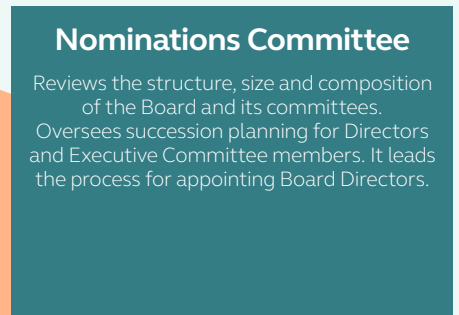 Nominations Committee
Reviews the structure, size and composition
of the Board and its committees.
Oversees succession planning for Directors
and Executive Committee members. It leads
the process for appointing Board Directors.